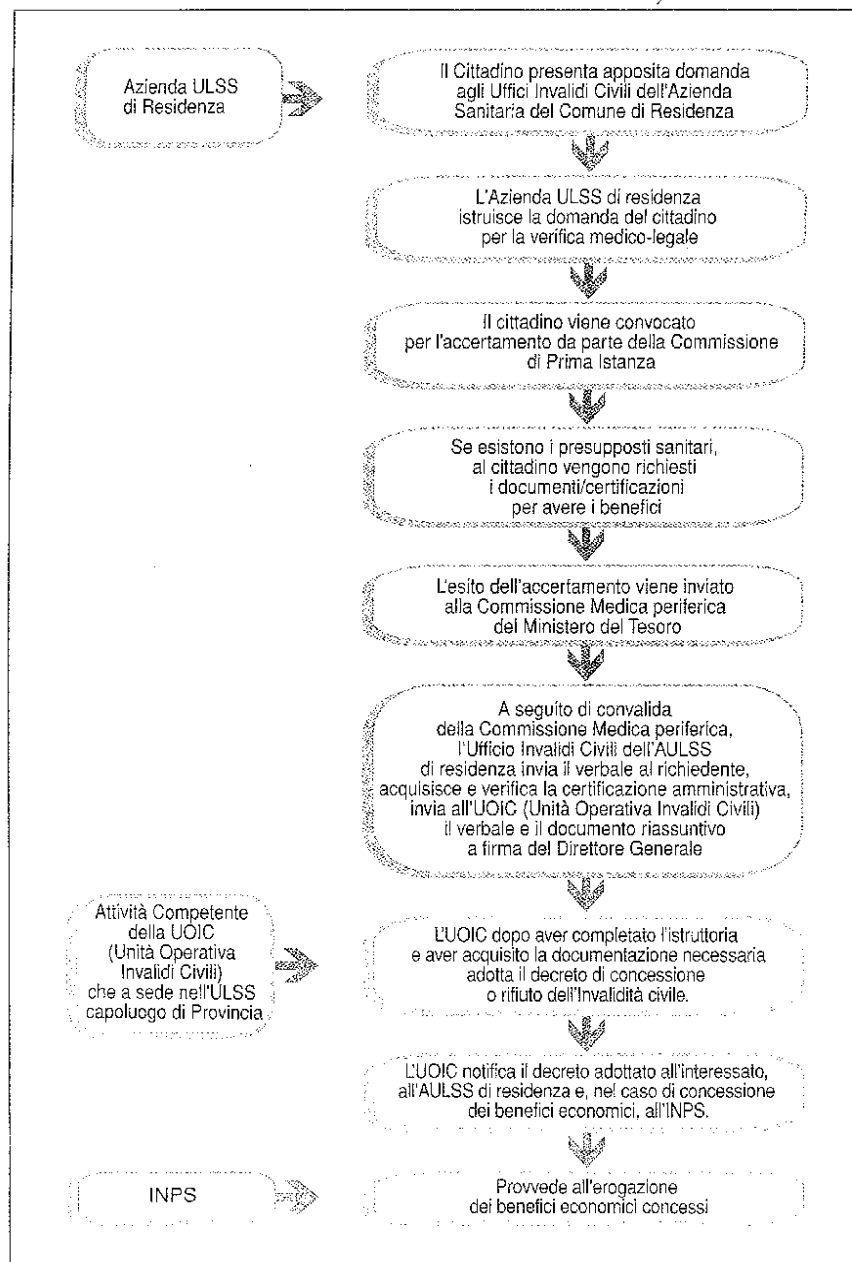 Azienda ULSS
di Residenza
Il Cittadino presenta apposita domanda
agli Uffici Invalidi Civili dell'Azienda
Sanitaria del Comune di Residenza
L'Azienda ULSS di residenza
istruisce la domanda del cittadino
per la verifica medico-legale
Il cittadino viene convocato
per l'accertamento da parte della Commissione
di Prima Istanza
Se esistono i presupposti sanitari,
al cittadino vengono richiesti
i documenti/certificazioni
per avere i benefici
L'esito dell'accertamento viene inviato
alla Commissione Medica periferica
del Ministero del Tesoro
A seguito di convalida
della Commissione Medica periferica,
l'Ufficio Invalidi Civili dell'AULSS
di residenza invia il verbale al richiedente,
acquisisce e verifica la certificazione amministrativa,
invia all'UOIC (Unità Operativa Invalidi Civili)
il verbale e il documento riassuntivo
a firma del Direttore Generale
Attività Competente
della UOIC
(Unità Operativa
Invalidi Civili)
che a sede nell'ULSS
capoluogo di Provincia
L'UOIC dopo aver completato l'istruttoria
e aver acquisito la documentazione necessaria
adotta il decreto di concessione
o rifiuto dell'Invalidità civile.
L'UOIC notifica il decreto adottato all'interessato,
all'AULSS di residenza e, nel caso di concessione
dei benefici economici, all'INPS.
INPS
Provvede all'erogazione
dei benefici economici concessi